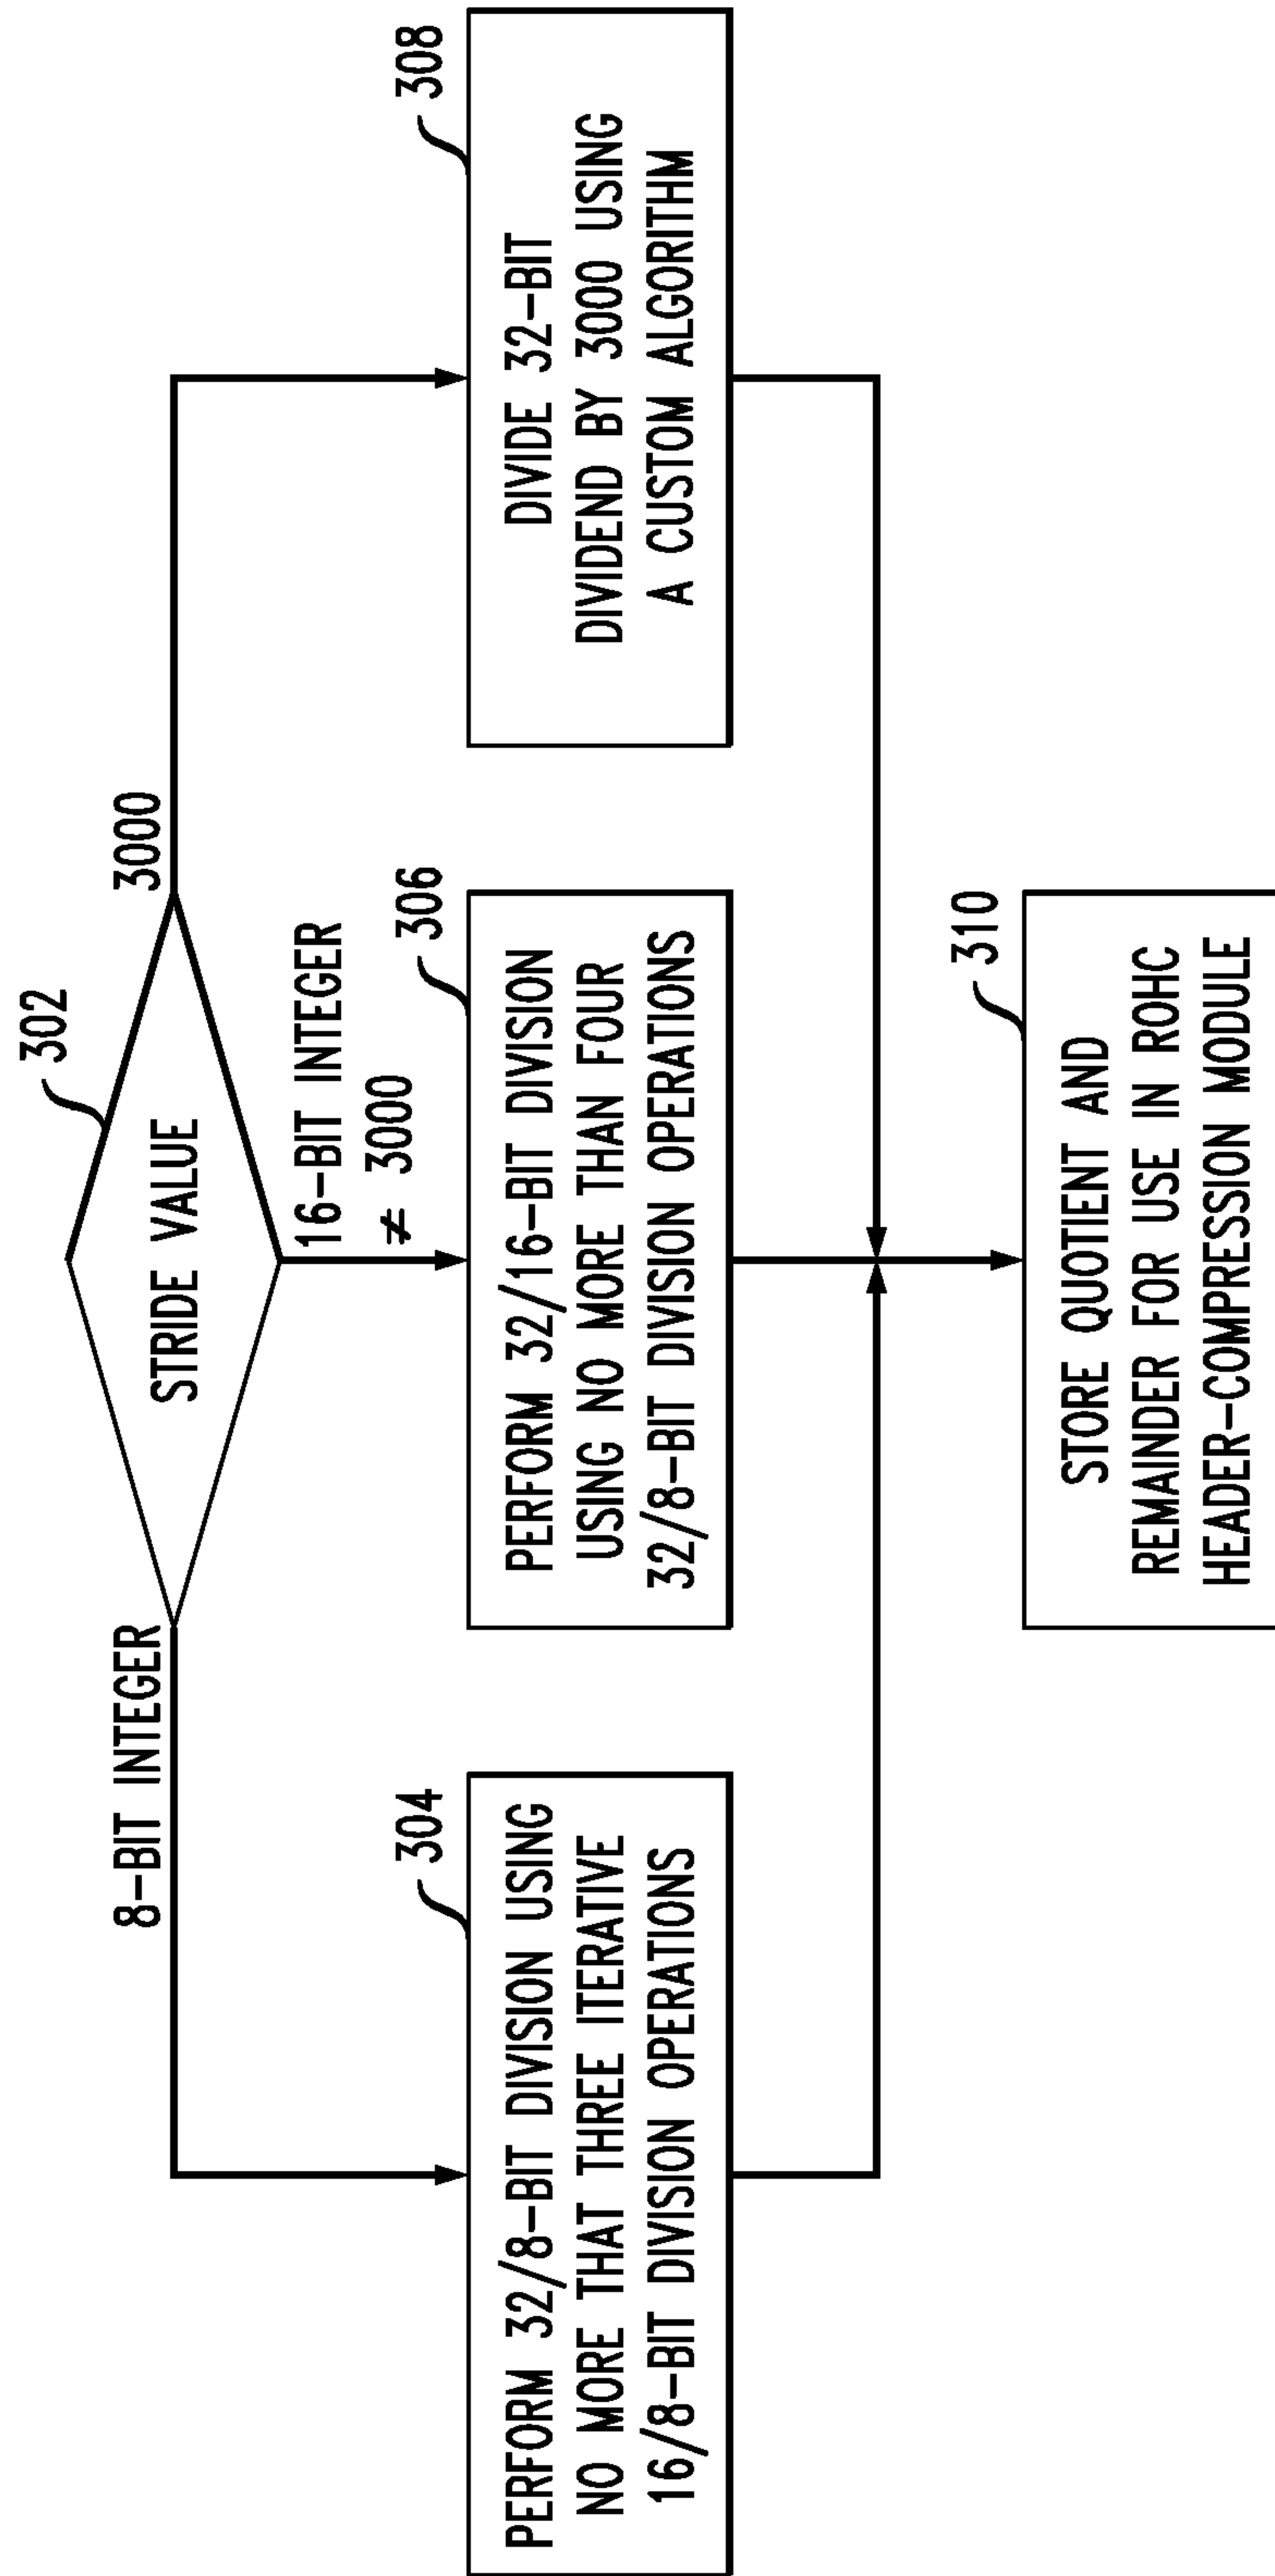 302
STRIDE VALUE
8-BIT INTEGER
16-BIT INTEGER
≠ 3000
3000
304
PERFORM 32/8-BIT DIVISION USING
NO MORE THAT THREE ITERATIVE
16/8-BIT DIVISION OPERATIONS
306
PERFORM 32/16-BIT DIVISION
USING NO MORE THAN FOUR
32/8-BIT DIVISION OPERATIONS
308
DIVIDE 32-BIT
DIVIDEND BY 3000 USING
A CUSTOM ALGORITHM
310
STORE QUOTIENT AND
REMAINDER FOR USE IN ROHC
HEADER-COMPRESSION MODULE